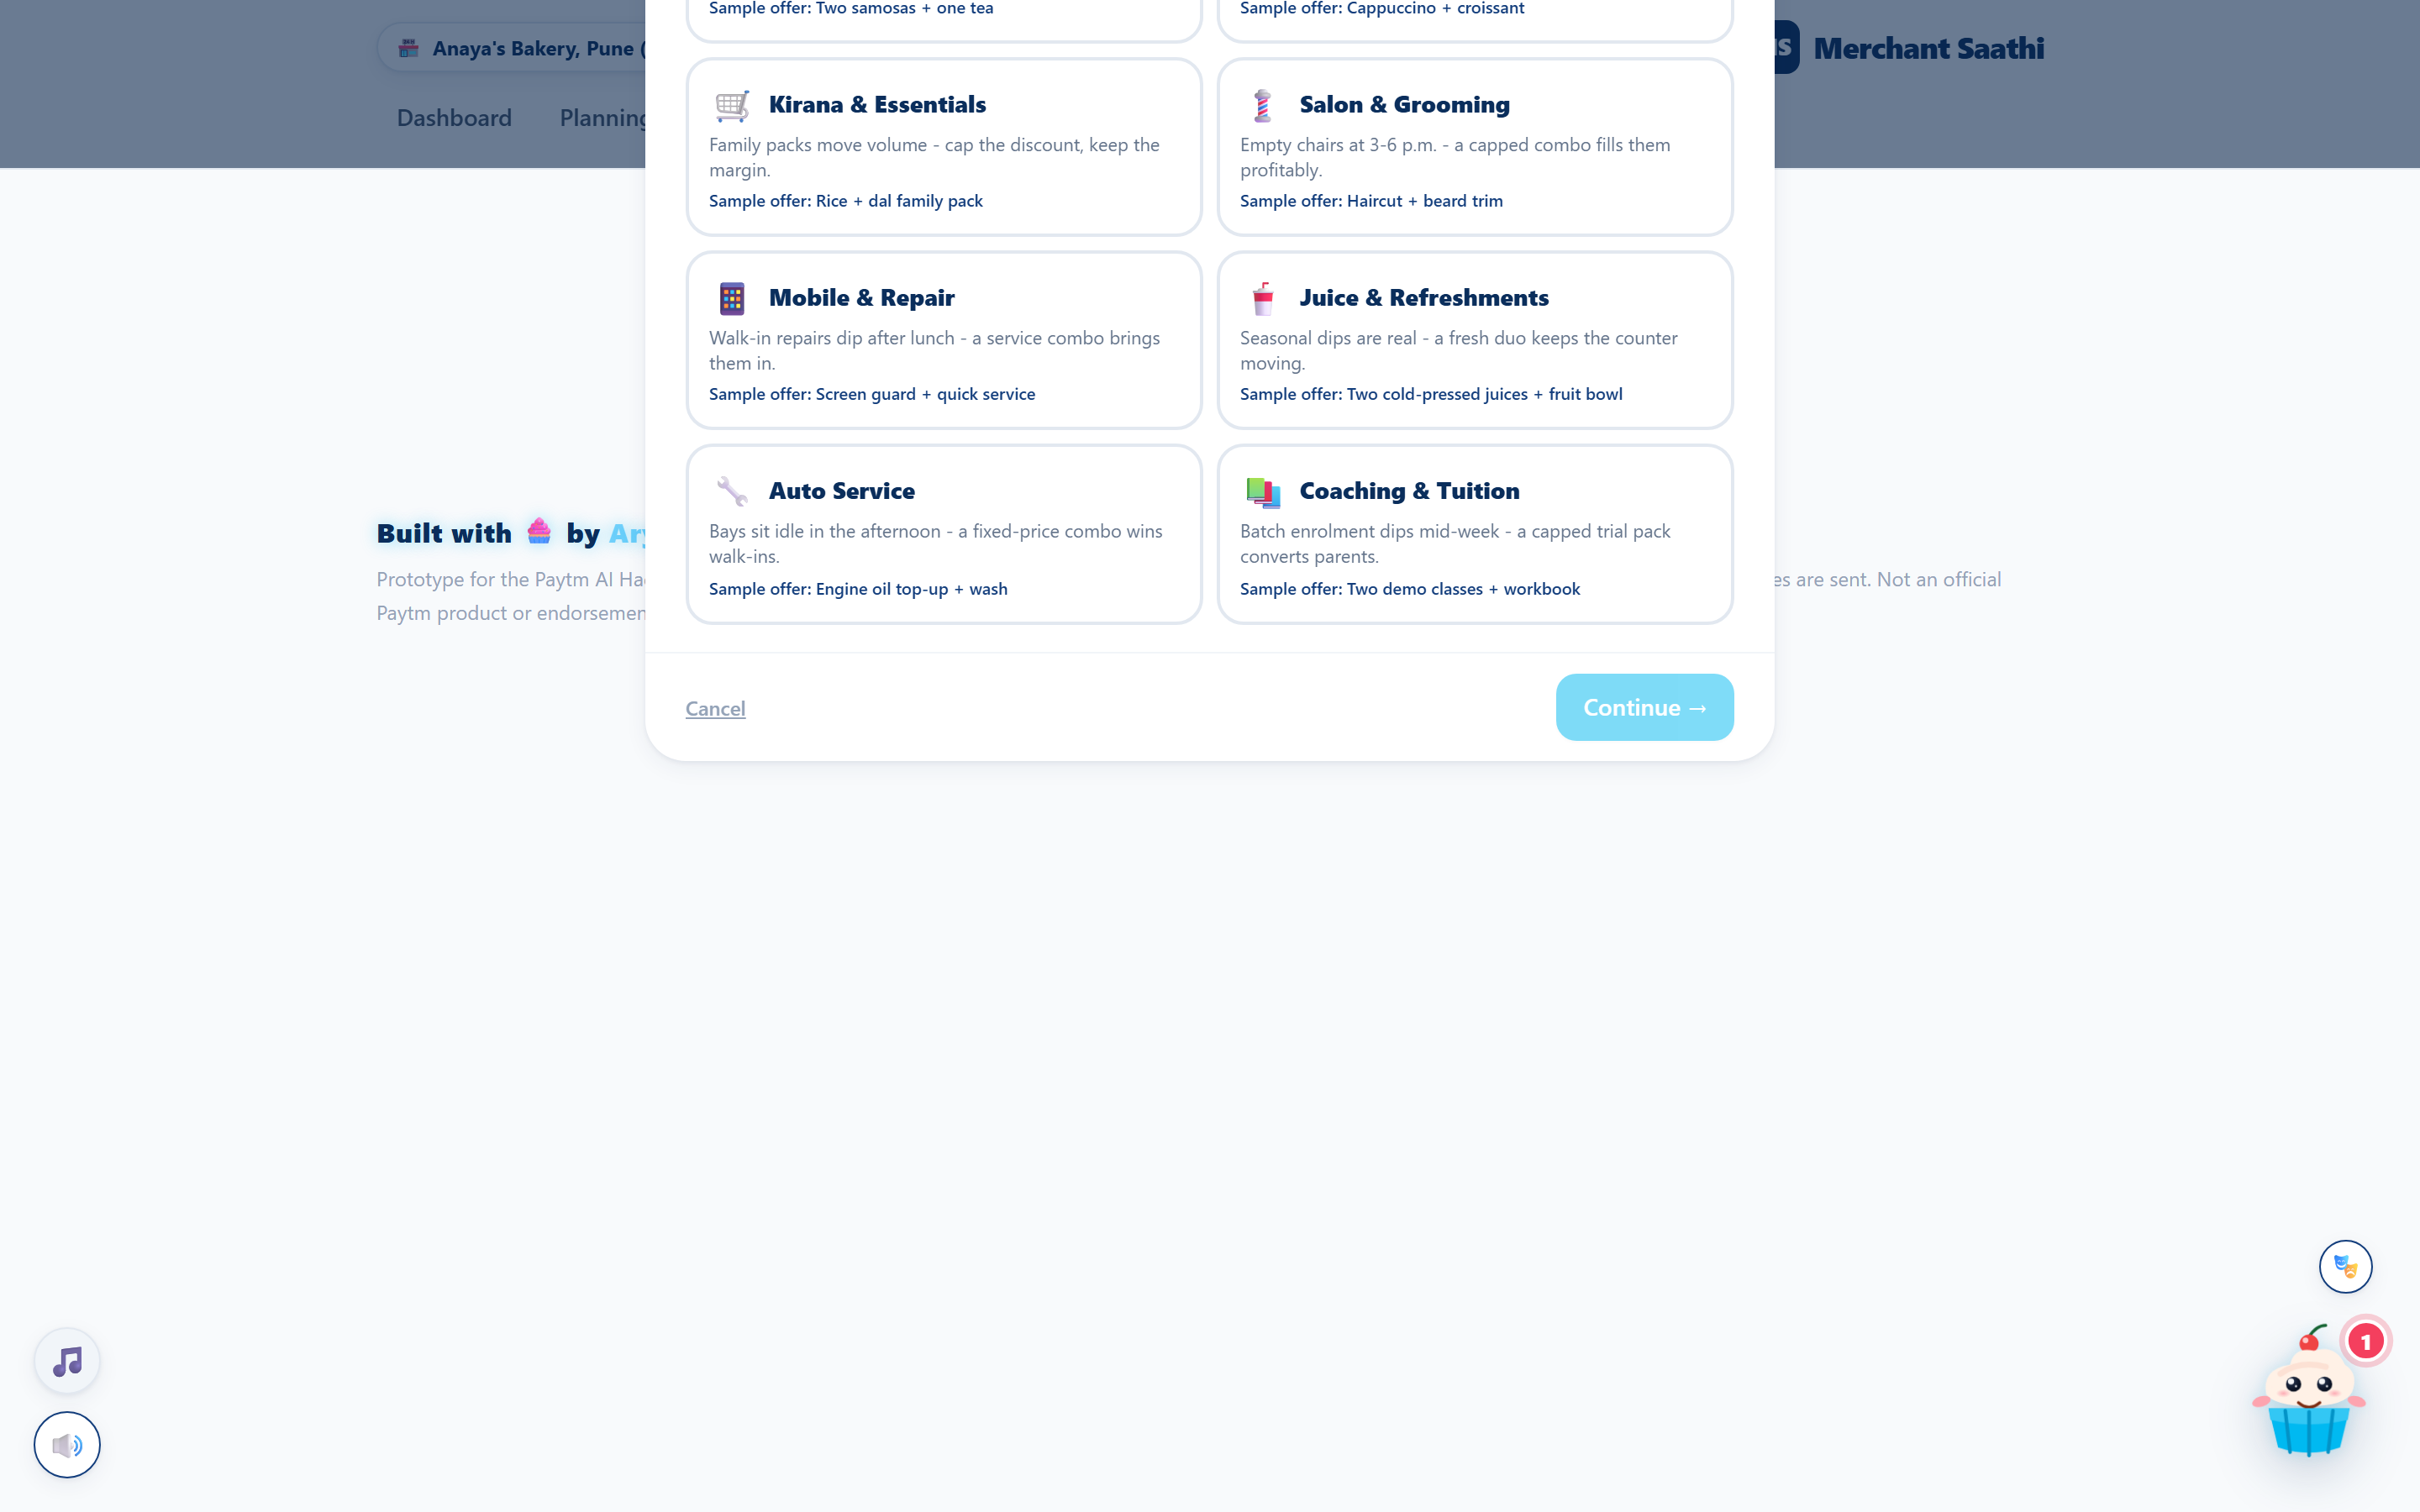 Sample offer: Two samosas + one tea
Sample offer: Cappuccino + croissant
Anaya's Bakery, Pune (
Merchant Saathi
Dashboard
Planning
Kirana & Essentials
Family packs move volume - cap the discount, keep the
margin.
Sample offer: Rice + dal family pack
Salon & Grooming
Empty chairs at 3-6 p.m. - a capped combo fills them
profitably.
Sample offer: Haircut + beard trim
Mobile & Repair
Walk-in repairs dip after lunch - a service combo brings
them in.
Sample offer: Screen guard + quick service
Juice & Refreshments
Seasonal dips are real - a fresh duo keeps the counter
moving.
Sample offer: Two cold-pressed juices + fruit bowl
Auto Service
Bays sit idle in the afternoon - a fixed-price combo wins
walk-ins.
Sample offer: Engine oil top-up + wash
Coaching & Tuition
Batch enrolment dips mid-week - a capped trial pack
converts parents.
Sample offer: Two demo classes + workbook
Built with 🧁 by
Prototype for the Paytm AI
are sent. Not an official
Paytm product or
Cancel
Continue →
1